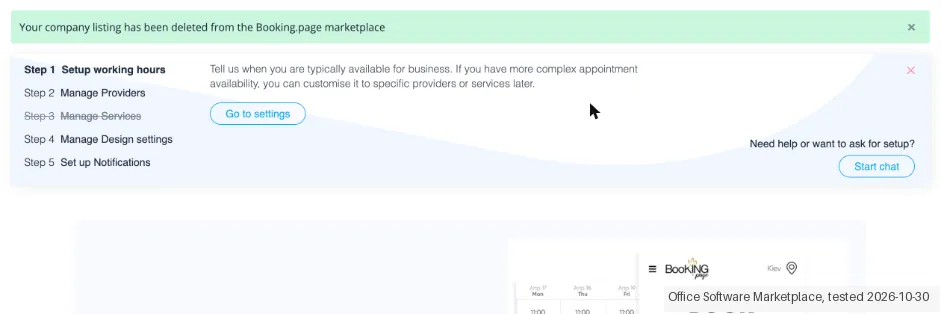 Your company listing has been deleted from the Booking.page marketplace
×
Step 1 Setup working hours
Step 2 Manage Providers
Step 3 Manage Services
Step 4 Manage Design settings
Step 5 Set up Notifications
Tell us when you are typically available for business. If you have more complex appointment
availability, you can customise it to specific providers or services later.
Go to settings
Need help or want to ask for setup?
Start chat
BooKING
page
Kiev
Mon
Tues
Fri
11:00
11:00
11:00
Office Software Marketplace, tested 2026-10-30